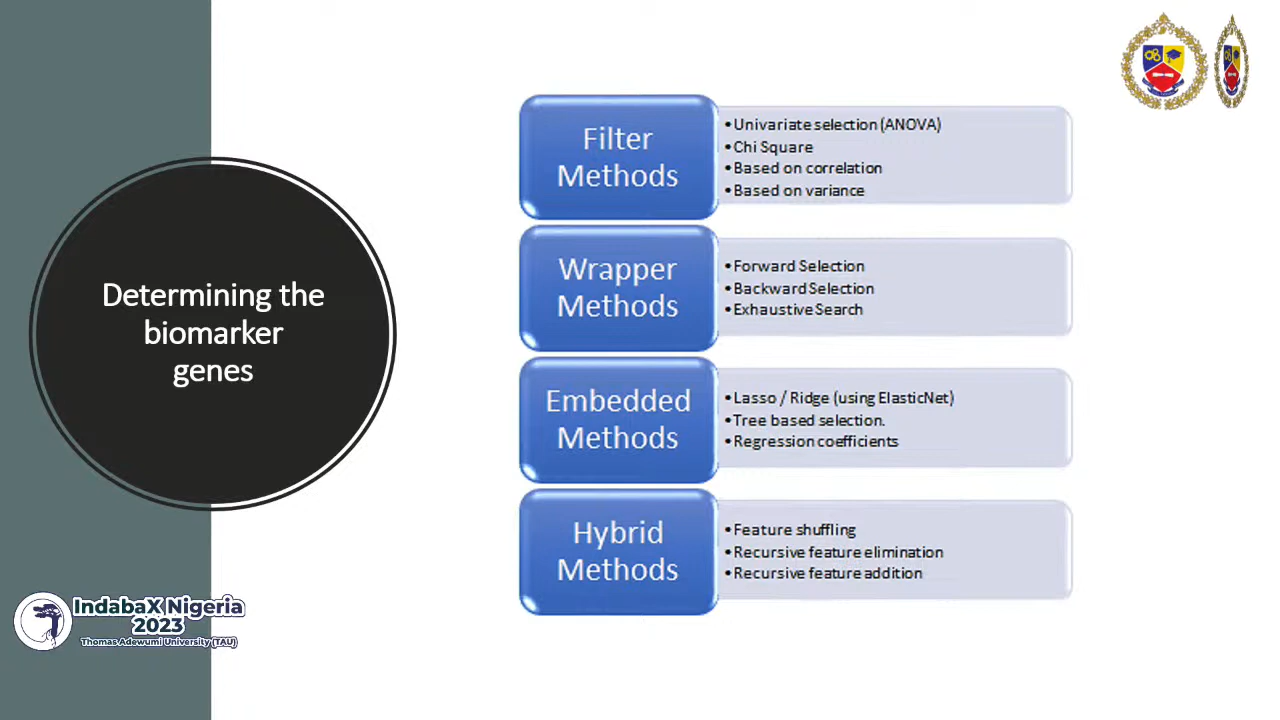 Determining the
biomarker
genes
Filter
Methods
•Univariate selection (ANOVA)
•Chi Square
•Based on correlation
•Based on variance
Wrapper
Methods
•Forward Selection
•Backward Selection
•Exhaustive Search
Embedded
Methods
•Lasso / Ridge (using ElasticNet)
•Tree based selection.
•Regression coefficients
Hybrid
Methods
•Feature shuffling
•Recursive feature elimination
•Recursive feature addition
IndabaX Nigeria
2023
Thomas Adewumi University (TAU)